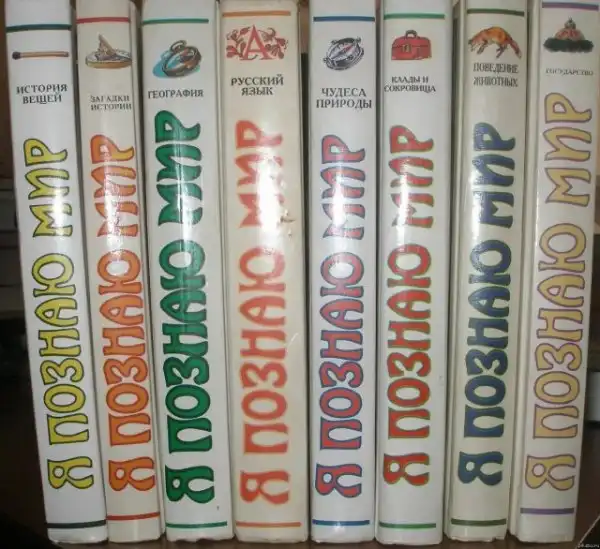 ИСТОРИЯ
ВЕЩЕЙ
Я ПОЗНАЮ МИР
ЗАГАДКИ
ИСТОРИИ
Я ПОЗНАЮ МИР
ГЕОГРАФИЯ
Я ПОЗНАЮ МИР
РУССКИЙ
ЯЗЫК
Я ПОЗНАЮ МИР
ЧУДЕСА
ПРИРОДЫ
Я ПОЗНАЮ МИР
КЛАДЫ И
СОКРОВИЩА
Я ПОЗНАЮ МИР
ПОВЕДЕНИЕ
ЖИВОТНЫХ
Я ПОЗНАЮ МИР
ГОСУДАРСТВО
Я ПОЗНАЮ МИР